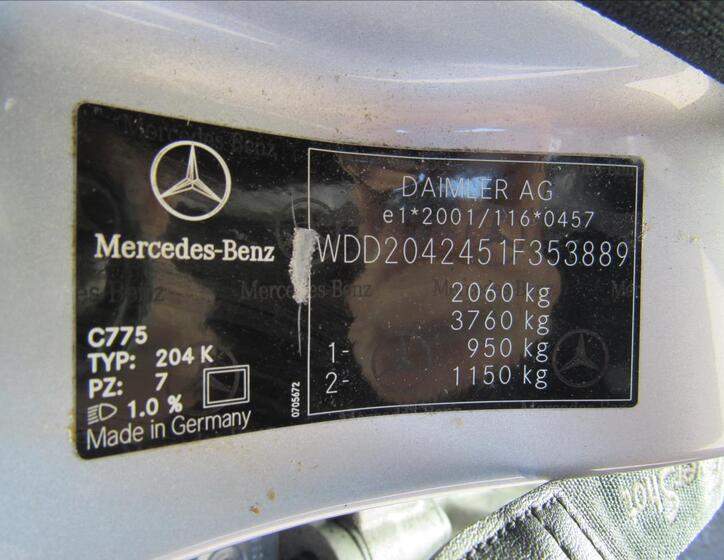 Mercedes-Benz
C775
TYP: 204 K
PZ: 7
1.0 %
Made in Germany
0705672
DAIMLER AG
e1*2001/116*0457
WDD2042451F353889
2060 kg
3760 kg
1- 950 kg
2- 1150 kg
Shot